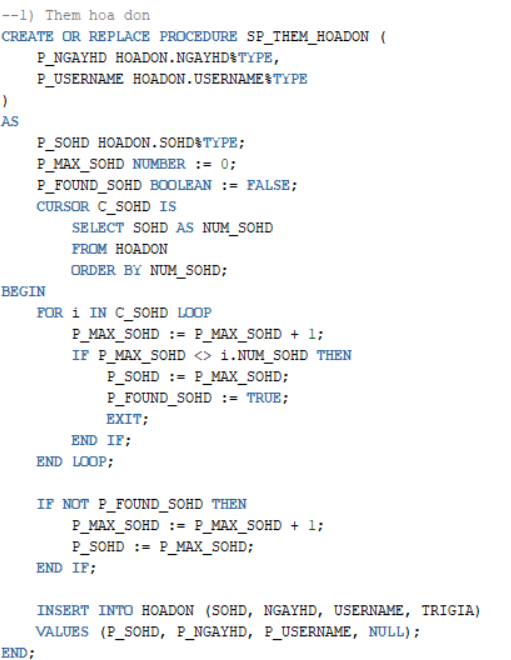 --1) Them hoa don
CREATE OR REPLACE PROCEDURE SP_THEM_HOADON (
    P_NGAYHD HOADON.NGAYHD%TYPE,
    P_USERNAME HOADON.USERNAME%TYPE
)
AS
    P_SOHD HOADON.SOHD%TYPE;
    P_MAX_SOHD NUMBER := 0;
    P_FOUND_SOHD BOOLEAN := FALSE;
    CURSOR C_SOHD IS
        SELECT SOHD AS NUM_SOHD
        FROM HOADON
        ORDER BY NUM_SOHD;
BEGIN
    FOR i IN C_SOHD LOOP
        P_MAX_SOHD := P_MAX_SOHD + 1;
        IF P_MAX_SOHD <> i.NUM_SOHD THEN
            P_SOHD := P_MAX_SOHD;
            P_FOUND_SOHD := TRUE;
            EXIT;
        END IF;
    END LOOP;

    IF NOT P_FOUND_SOHD THEN
        P_MAX_SOHD := P_MAX_SOHD + 1;
        P_SOHD := P_MAX_SOHD;
    END IF;

    INSERT INTO HOADON (SOHD, NGAYHD, USERNAME, TRIGIA)
    VALUES (P_SOHD, P_NGAYHD, P_USERNAME, NULL);
END;